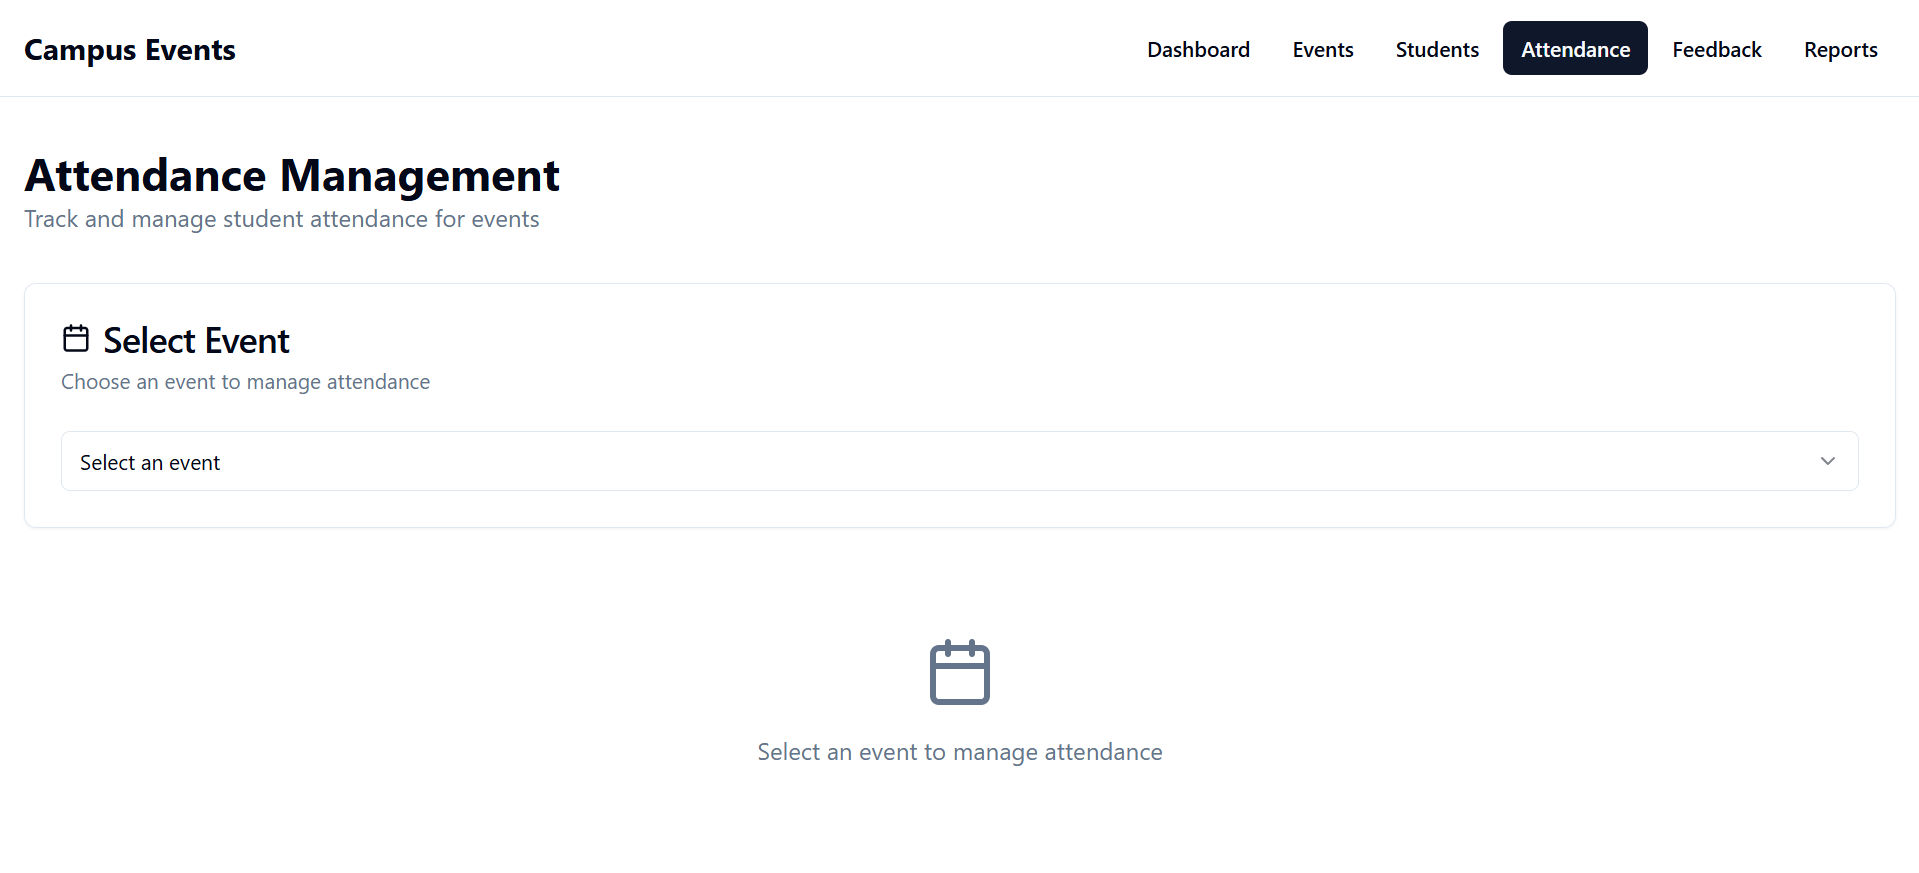 Campus Events
Dashboard
Events
Students
Attendance
Feedback
Reports
Attendance Management
Track and manage student attendance for events
Select Event
Choose an event to manage attendance
Select an event
Select an event to manage attendance